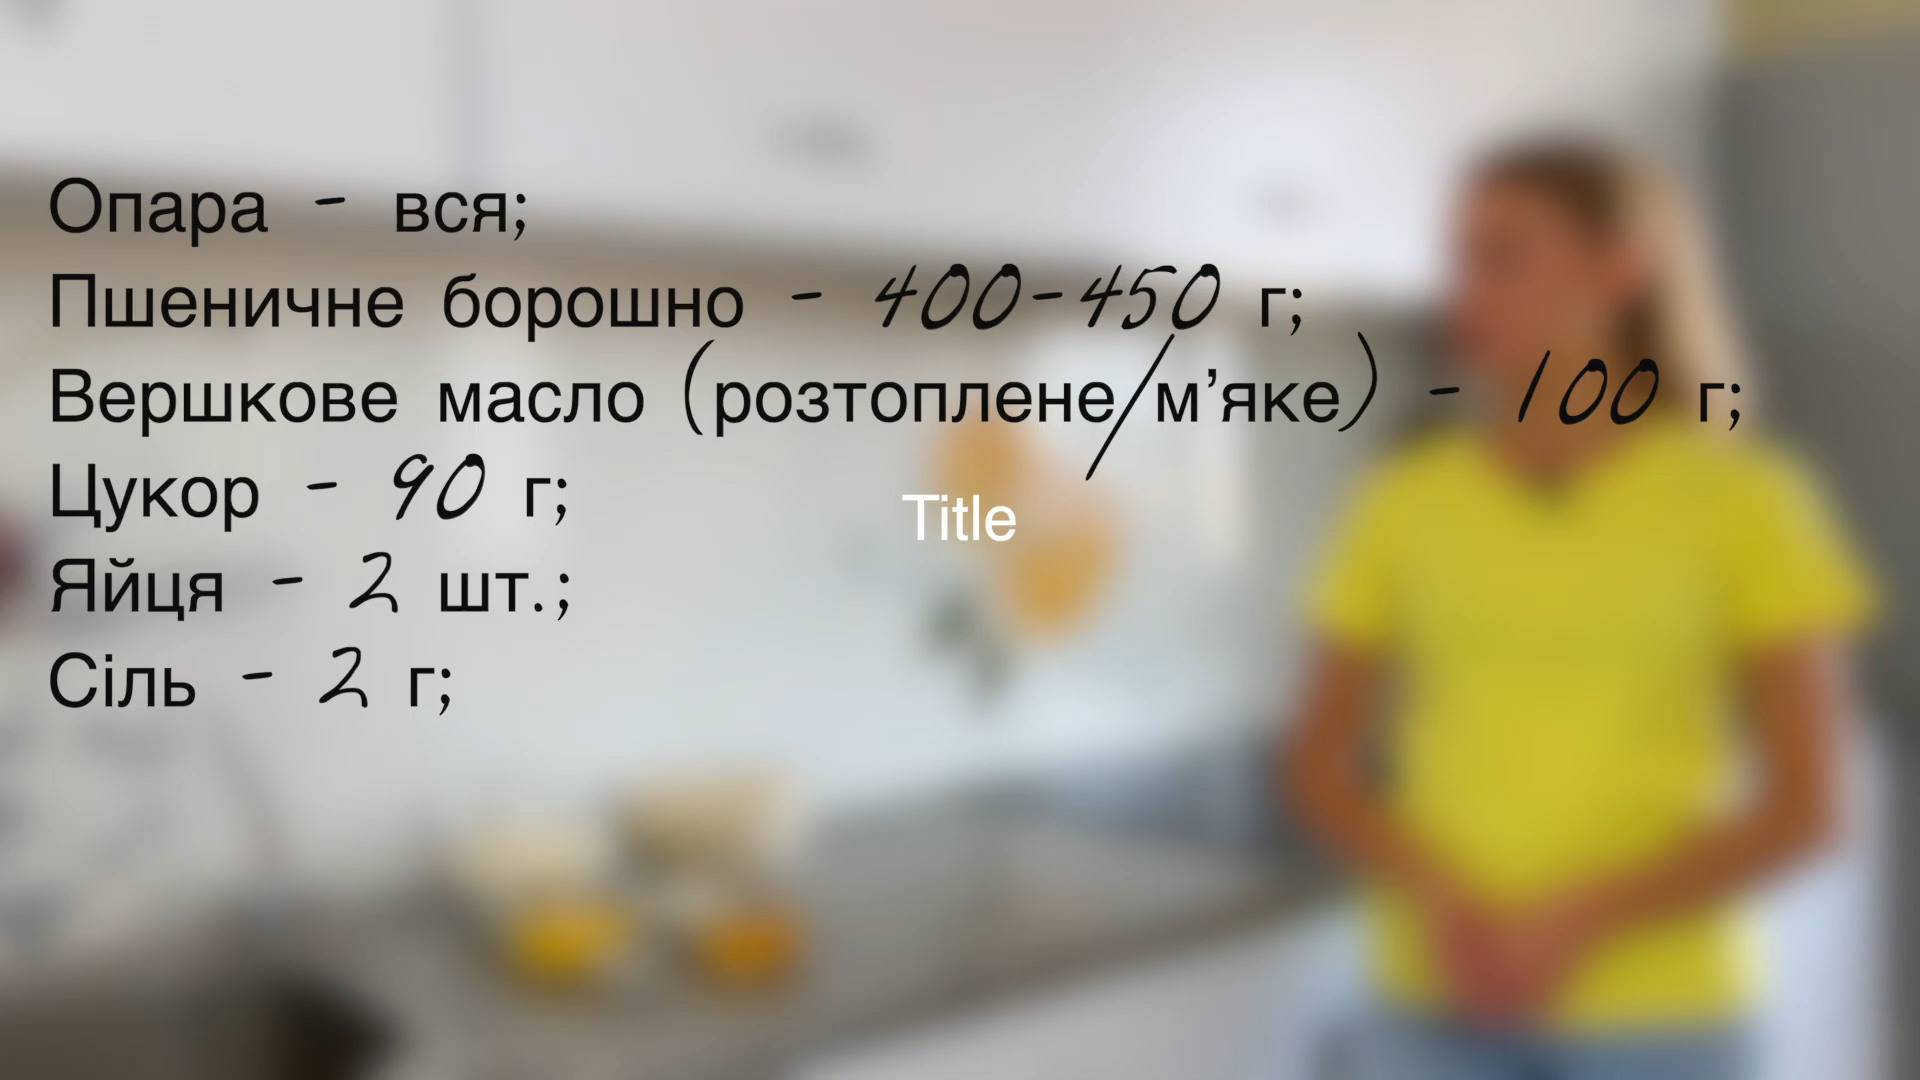 Опара - вся;
Пшеничне борошно - 400-450 г;
Вершкове масло (розтоплене/м'яке) - 100 г;
Цукор - 90 г;
Title
Яйця - 2 шт.;
Сіль - 2 г;